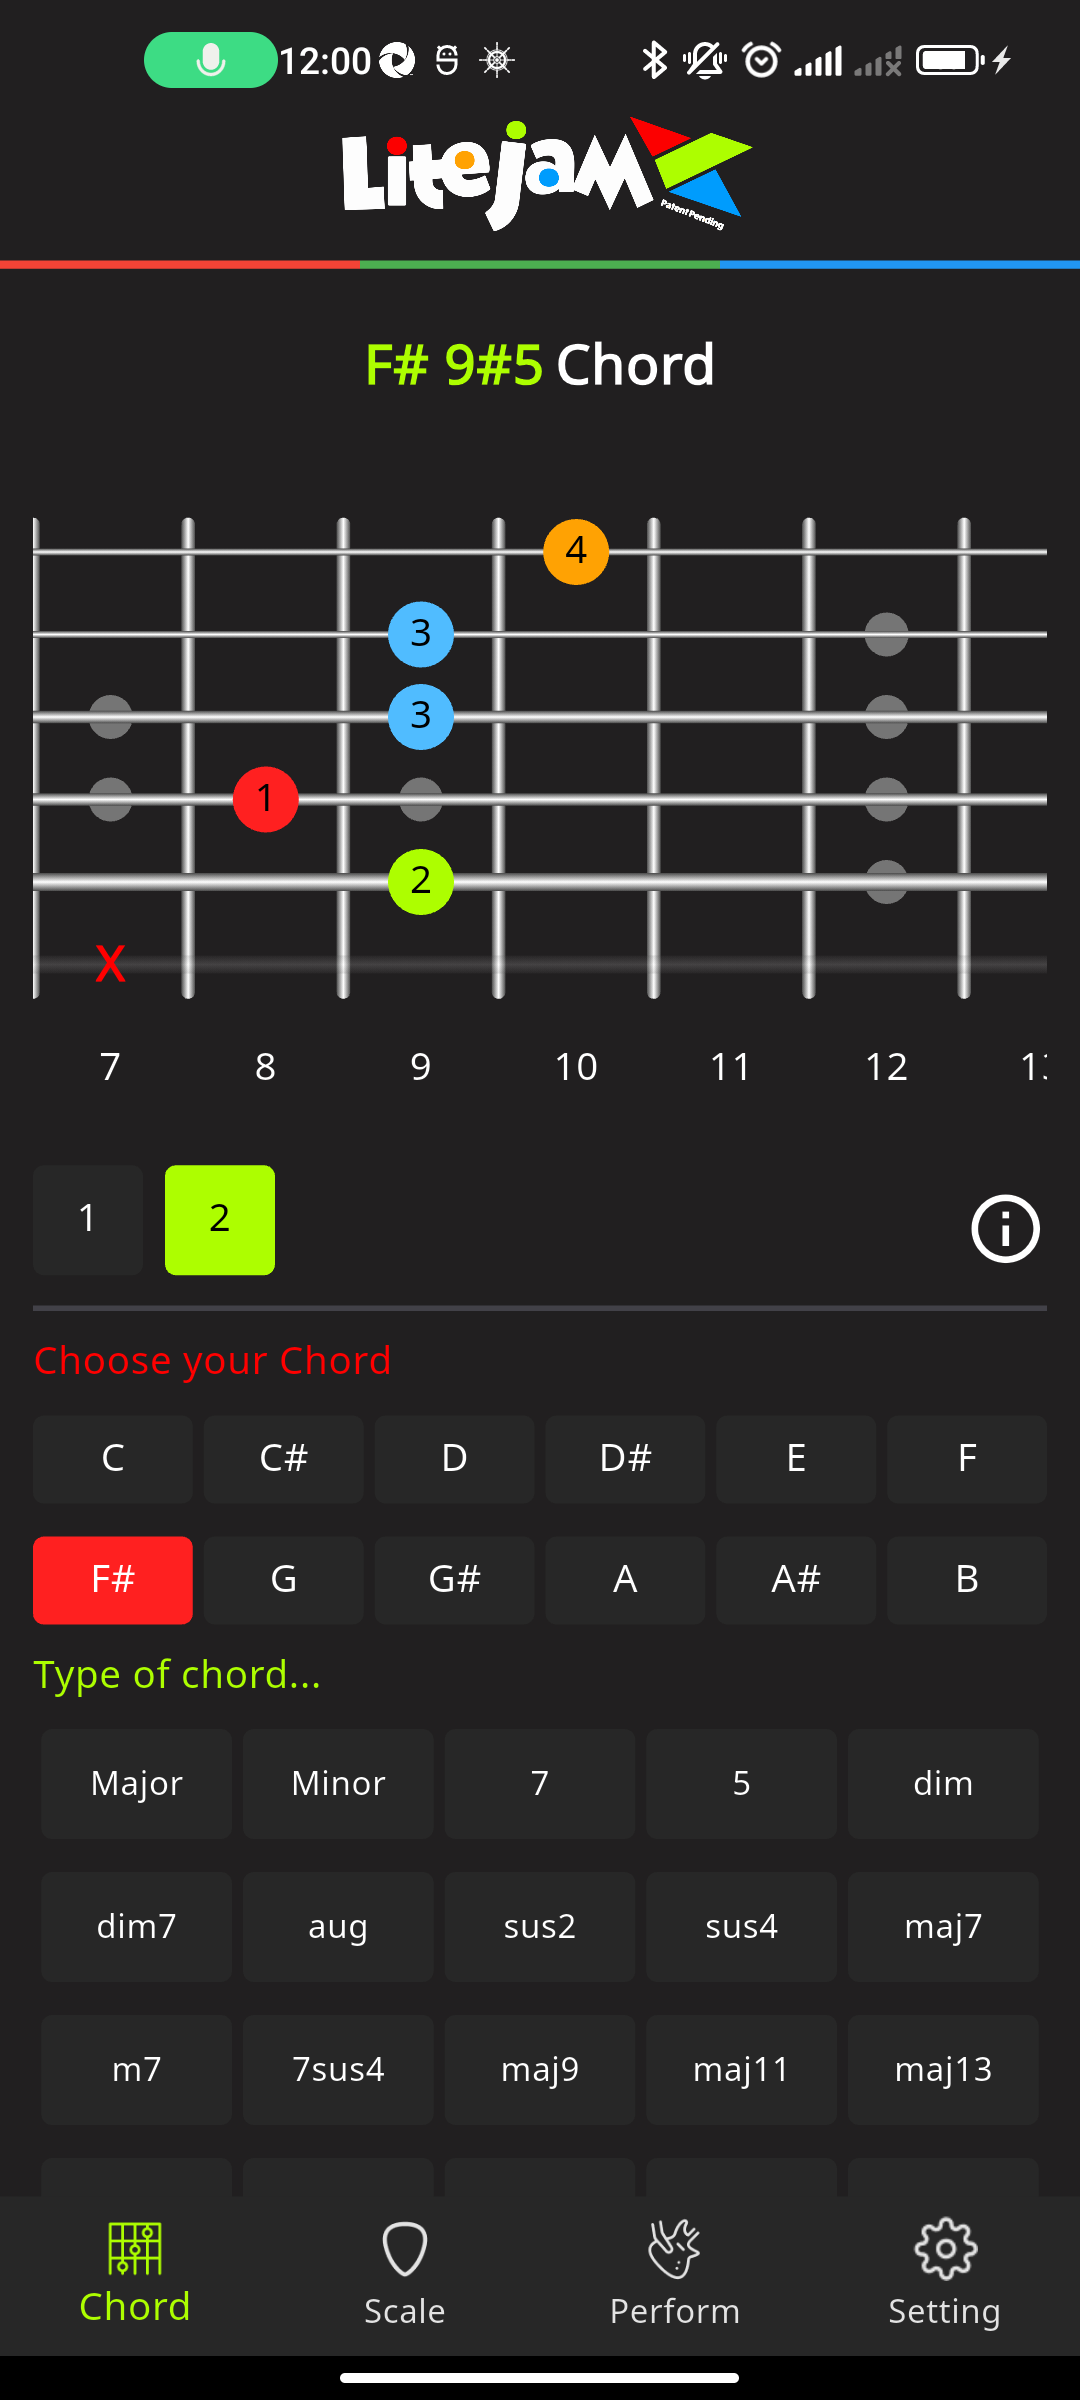 12:00
Litejam
Patent Pending
F# 9#5 Chord
4
3
3
1
2
X
7 8 9 10 11 12 13
1 2
Choose your Chord
C C# D D# E F
F# G G# A A# B
Type of chord...
Major Minor 7 5 dim
dim7 aug sus2 sus4 maj7
m7 7sus4 maj9 maj11 maj13
Chord Scale Perform Setting